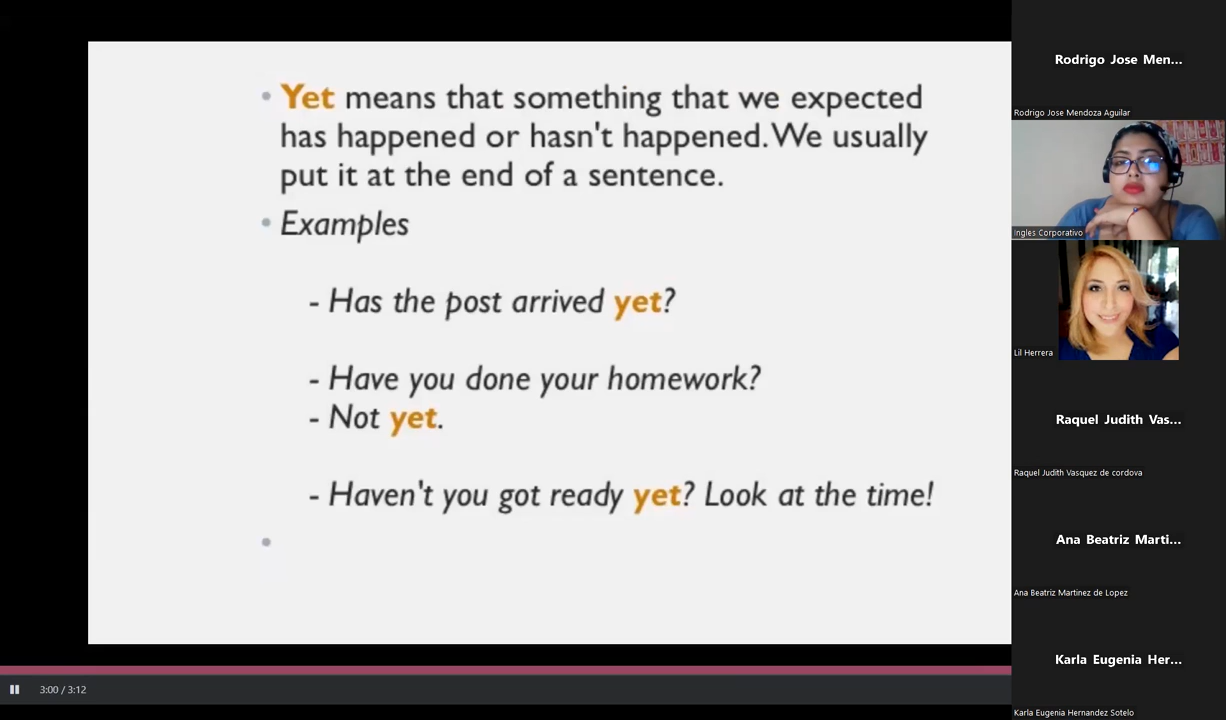 Yet means that something that we expected
has happened or hasn't happened. We usually
put it at the end of a sentence.
Examples
- Has the post arrived yet?
- Have you done your homework?
- Not yet.
- Haven't you got ready yet? Look at the time!
3:00 / 3:12
Rodrigo Jose Men...
Rodrigo Jose Mendoza Aguilar
Ingles Corporativo
Lil Herrera
Raquel Judith Vas...
Raquel Judith Vasquez de cordova
Ana Beatriz Marti...
Ana Beatriz Martinez de Lopez
Karla Eugenia Her...
Karla Eugenia Hernandez Sotelo